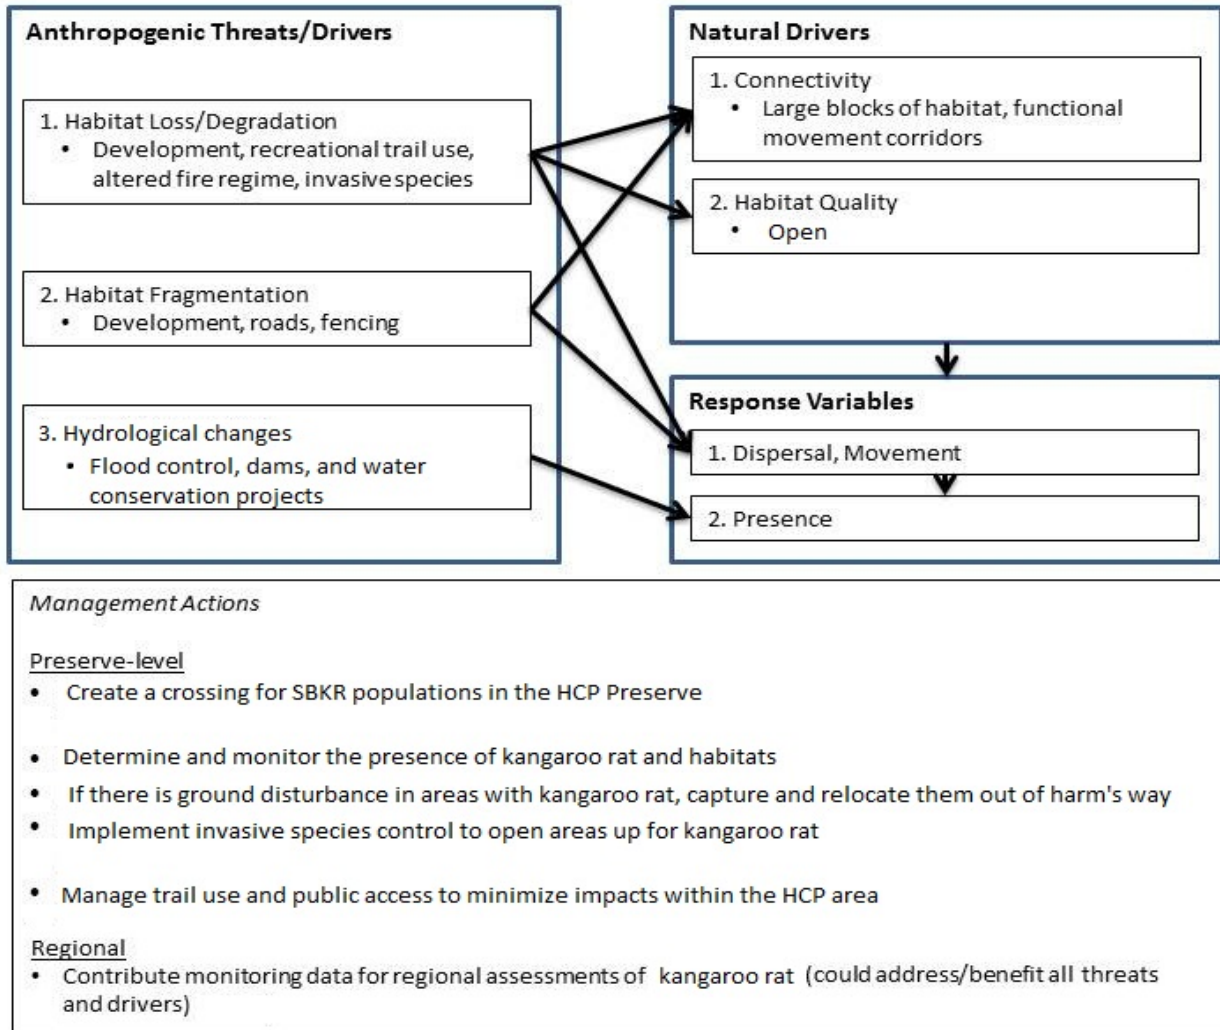 Anthropogenic Threats/Drivers
1. Habitat Loss/Degradation
• Development, recreational trail use,
altered fire regime, invasive species
2. Habitat Fragmentation
• Development, roads, fencing
3. Hydrological changes
• Flood control, dams, and water
conservation projects
Natural Drivers
1. Connectivity
• Large blocks of habitat, functional
movement corridors
2. Habitat Quality
• Open
Response Variables
1. Dispersal, Movement
2. Presence
Management Actions
Preserve-level
• Create a crossing for SBKR populations in the HCP Preserve
• Determine and monitor the presence of kangaroo rat and habitats
• If there is ground disturbance in areas with kangaroo rat, capture and relocate them out of harm's way
• Implement invasive species control to open areas up for kangaroo rat
• Manage trail use and public access to minimize impacts within the HCP area
Regional
• Contribute monitoring data for regional assessments of kangaroo rat (could address/benefit all threats
and drivers)